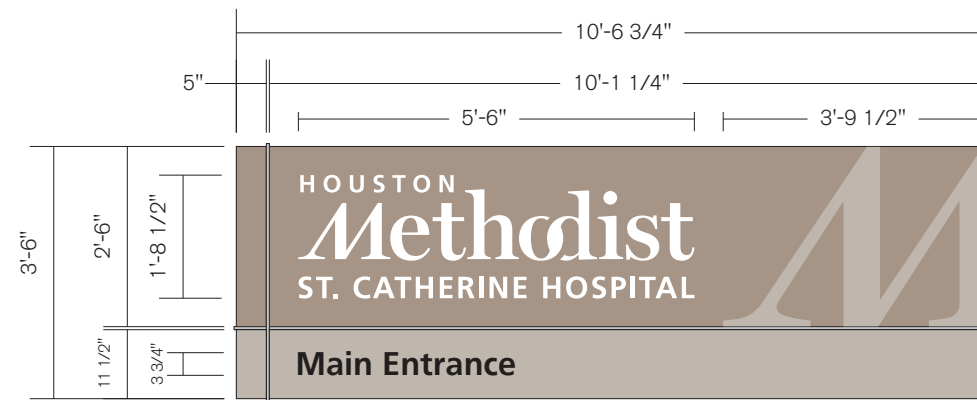 10'-6 3/4"
5"
10'-1 1/4"
5'-6"
3'-9 1/2"
3'-6"
2'-6"
1'-8 1/2"
HOUSTON
Methodist
ST. CATHERINE HOSPITAL
11 1/2"
3 3/4"
Main Entrance
M